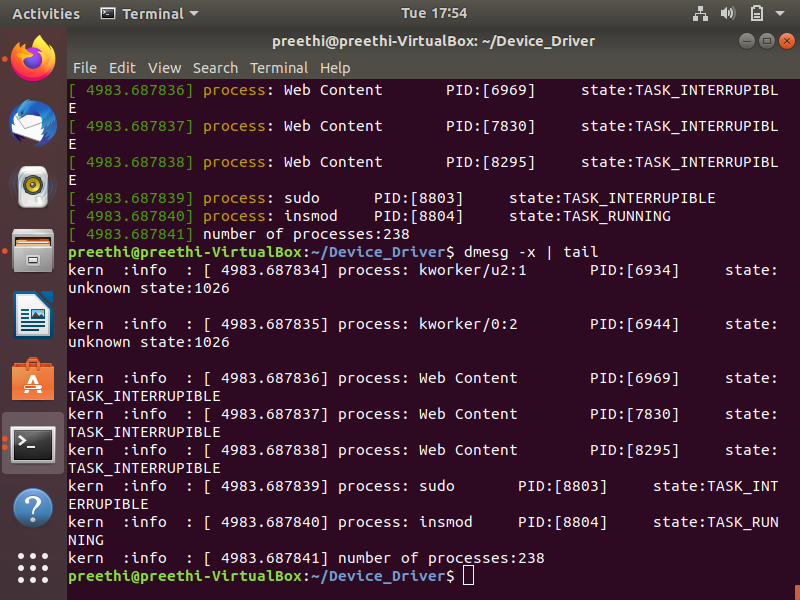 Activities Terminal Tue 17:54
preethi@preethi-VirtualBox: ~/Device_Driver
File Edit View Search Terminal Help
[ 4983.687836] process: Web Content PID:[6969] state:TASK_INTERRUPIBL
E
[ 4983.687837] process: Web Content PID:[7830] state:TASK_INTERRUPIBL
E
[ 4983.687838] process: Web Content PID:[8295] state:TASK_INTERRUPIBL
E
[ 4983.687839] process: sudo PID:[8803] state:TASK_INTERRUPIBLE
[ 4983.687840] process: insmod PID:[8804] state:TASK_RUNNING
[ 4983.687841] number of processes:238
preethi@preethi-VirtualBox:~/Device_Driver$ dmesg -x | tail
kern :info : [ 4983.687834] process: kworker/u2:1 PID:[6934] state:
unknown state:1026
kern :info : [ 4983.687835] process: kworker/0:2 PID:[6944] state:
unknown state:1026
kern :info : [ 4983.687836] process: Web Content PID:[6969] state:
TASK_INTERRUPIBLE
kern :info : [ 4983.687837] process: Web Content PID:[7830] state:
TASK_INTERRUPIBLE
kern :info : [ 4983.687838] process: Web Content PID:[8295] state:
TASK_INTERRUPIBLE
kern :info : [ 4983.687839] process: sudo PID:[8803] state:TASK_INT
ERRUPIBLE
kern :info : [ 4983.687840] process: insmod PID:[8804] state:TASK_RUN
NING
kern :info : [ 4983.687841] number of processes:238
preethi@preethi-VirtualBox:~/Device_Driver$